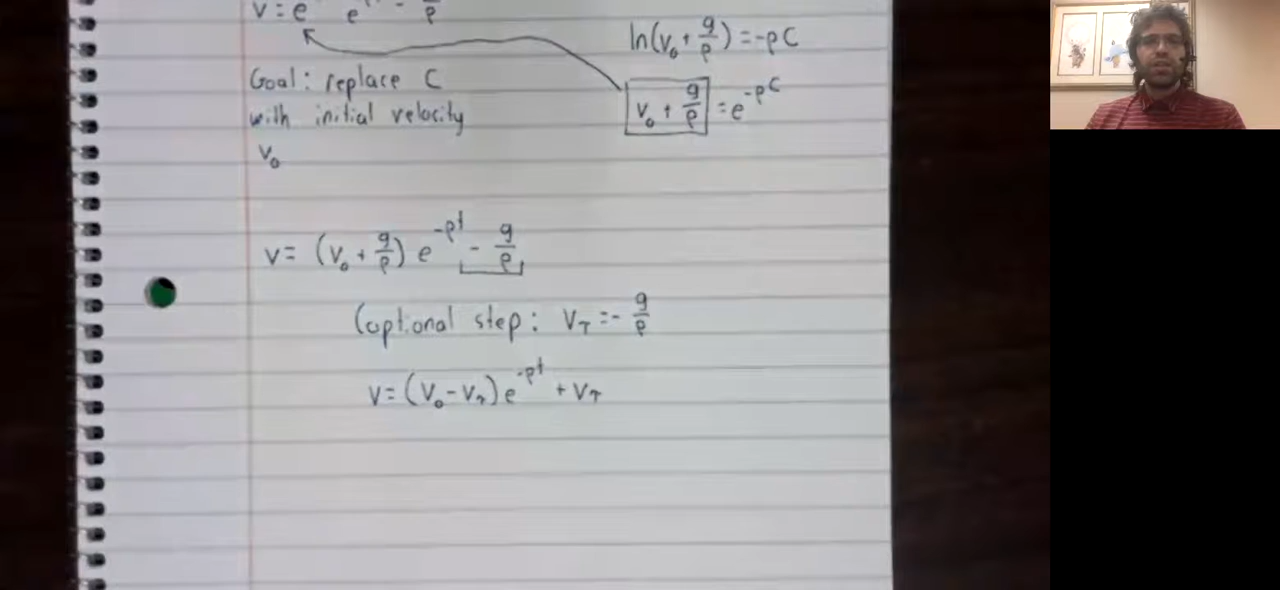 v = e e - g/ρ
Goal: replace C
with initial velocity
v₀
ln(v₀ + g/ρ) = -ρC
v₀ + g/ρ = e^(-ρC)
v = (v₀ + g/ρ) e^(-ρt) - g/ρ
(optional step: v_T = - g/ρ
v = (v₀ - v_T) e^(-ρt) + v_T